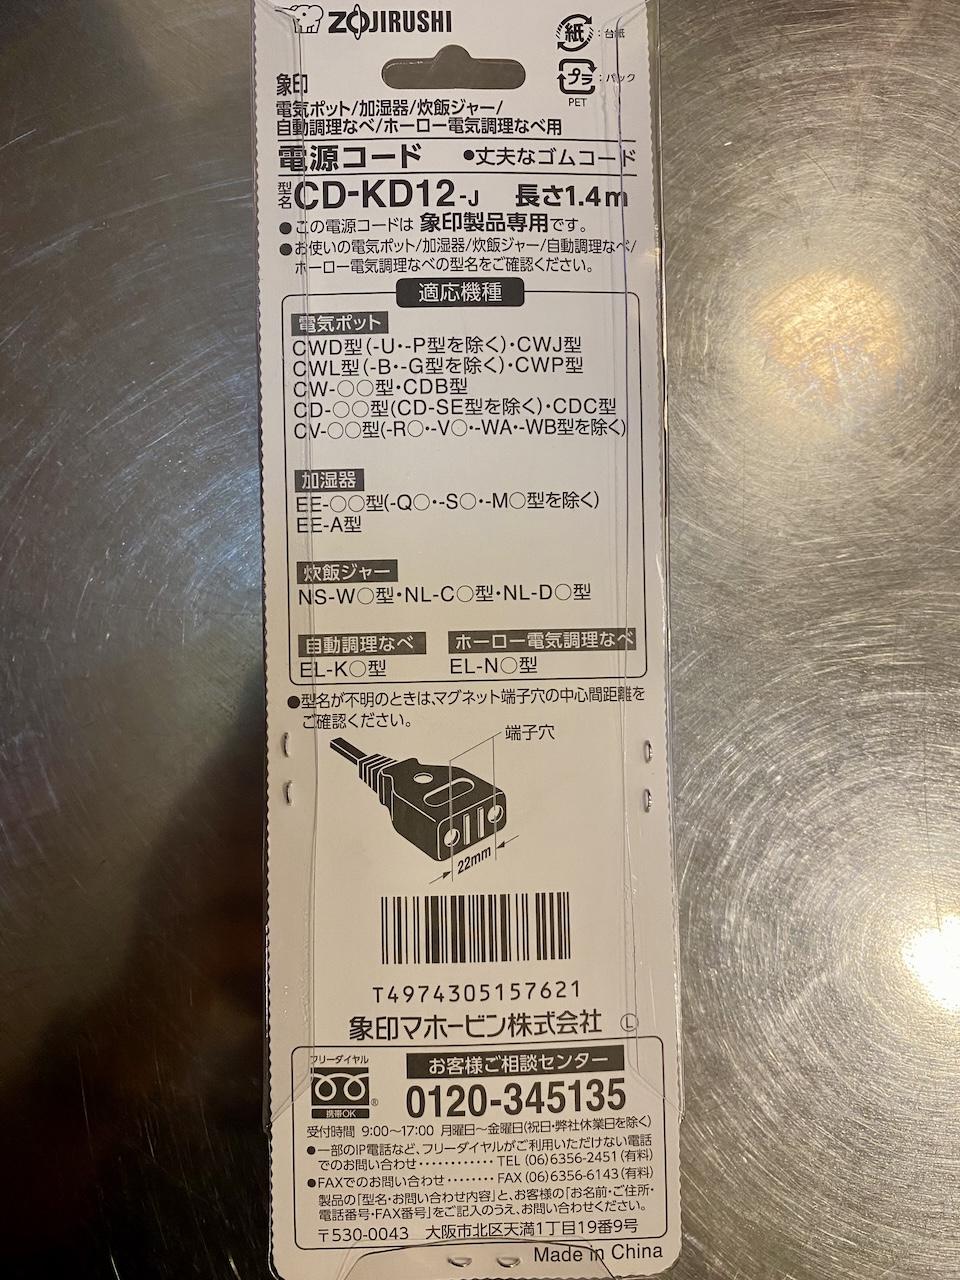 ZOJIRUSHI
紙 : 台紙
プラ : パック
PET
象印
電気ポット/加湿器/炊飯ジャー/
自動調理なべ/ホーロー電気調理なべ用
電源コード ●丈夫なゴムコード
型名 CD-KD12-J 長さ1.4m
●この電源コードは 象印製品専用です。
●お使いの電気ポット/加湿器/炊飯ジャー/自動調理なべ/
ホーロー電気調理なべの型名をご確認ください。
適応機種
電気ポット
CWD型(-U・-P型を除く)・CWJ型
CWL型(-B・-G型を除く)・CWP型
CW-○○型・CDB型
CD-○○型(CD-SE型を除く)・CDC型
CV-○○型(-R○・-V○・-WA・-WB型を除く)
加湿器
EE-○○型(-Q○・-S○・-M○型を除く)
EE-A型
炊飯ジャー
NS-W○型・NL-C○型・NL-D○型
自動調理なべ ホーロー電気調理なべ
EL-K○型 EL-N○型
●型名が不明のときは、マグネット端子穴の中心間距離を
ご確認ください。
端子穴
22mm
T4974305157621
象印マホービン株式会社 Ⓛ
フリーダイヤル
®
携帯OK
お客様ご相談センター
0120-345135
受付時間 9:00〜17:00 月曜日〜金曜日(祝日・弊社休業日を除く)
●一部のIP電話など、フリーダイヤルがご利用いただけない電話
でのお問い合わせ・・・・・・・・・・・・ TEL (06)6356-2451(有料)
●FAXでのお問い合わせ・・・・・・・・ FAX (06)6356-6143(有料)
製品の「型名・お問い合わせ内容」と、お客様の「お名前・ご住所・
電話番号・FAX番号」をご記入のうえ、お問い合わせください。
〒530-0043 大阪市北区天満1丁目19番9号
Made in China